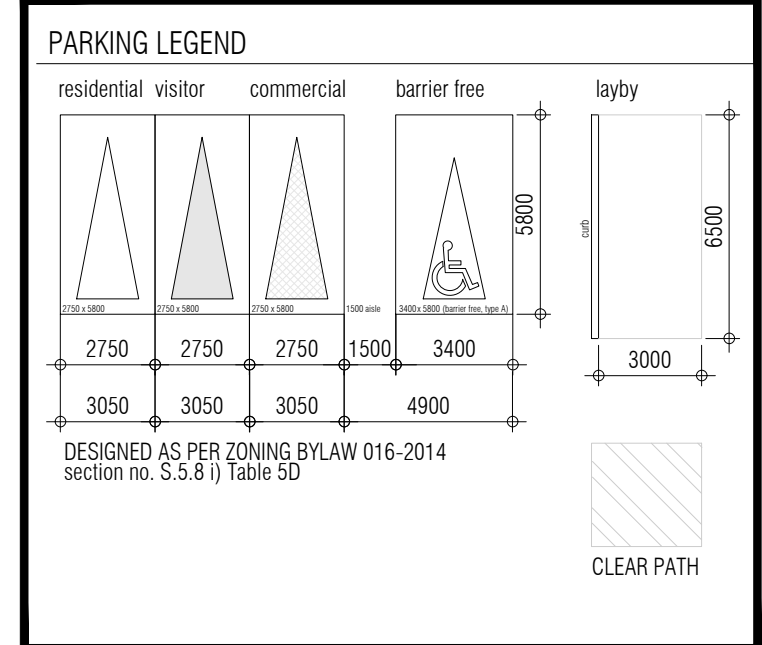 PARKING LEGEND
residential visitor commercial barrier free layby
5800
curb
6500
2750 x 5800 2750 x 5800 2750 x 5800 1500 aisle 3400 x 5800 (barrier free, type A)
2750 2750 2750 1500 3400
3000
3050 3050 3050 4900
DESIGNED AS PER ZONING BYLAW 016-2014
section no. S.5.8 i) Table 5D
CLEAR PATH